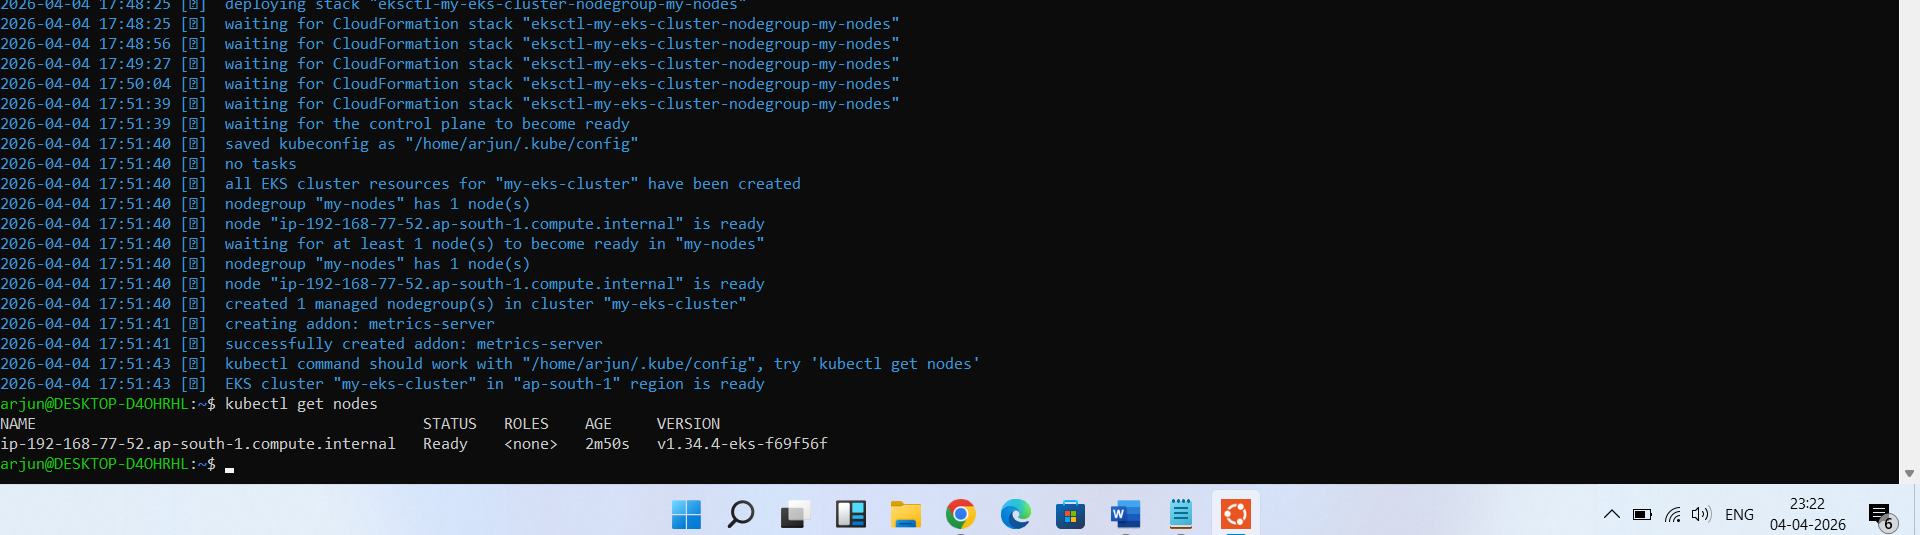 2026-04-04 17:48:25 [�]  deploying stack "eksctl-my-eks-cluster-nodegroup-my-nodes"
2026-04-04 17:48:25 [�]  waiting for CloudFormation stack "eksctl-my-eks-cluster-nodegroup-my-nodes"
2026-04-04 17:48:56 [�]  waiting for CloudFormation stack "eksctl-my-eks-cluster-nodegroup-my-nodes"
2026-04-04 17:49:27 [�]  waiting for CloudFormation stack "eksctl-my-eks-cluster-nodegroup-my-nodes"
2026-04-04 17:50:04 [�]  waiting for CloudFormation stack "eksctl-my-eks-cluster-nodegroup-my-nodes"
2026-04-04 17:51:39 [�]  waiting for CloudFormation stack "eksctl-my-eks-cluster-nodegroup-my-nodes"
2026-04-04 17:51:39 [�]  waiting for the control plane to become ready
2026-04-04 17:51:40 [�]  saved kubeconfig as "/home/arjun/.kube/config"
2026-04-04 17:51:40 [�]  no tasks
2026-04-04 17:51:40 [�]  all EKS cluster resources for "my-eks-cluster" have been created
2026-04-04 17:51:40 [�]  nodegroup "my-nodes" has 1 node(s)
2026-04-04 17:51:40 [�]  node "ip-192-168-77-52.ap-south-1.compute.internal" is ready
2026-04-04 17:51:40 [�]  waiting for at least 1 node(s) to become ready in "my-nodes"
2026-04-04 17:51:40 [�]  nodegroup "my-nodes" has 1 node(s)
2026-04-04 17:51:40 [�]  node "ip-192-168-77-52.ap-south-1.compute.internal" is ready
2026-04-04 17:51:40 [�]  created 1 managed nodegroup(s) in cluster "my-eks-cluster"
2026-04-04 17:51:41 [�]  creating addon: metrics-server
2026-04-04 17:51:41 [�]  successfully created addon: metrics-server
2026-04-04 17:51:43 [�]  kubectl command should work with "/home/arjun/.kube/config", try 'kubectl get nodes'
2026-04-04 17:51:43 [�]  EKS cluster "my-eks-cluster" in "ap-south-1" region is ready
arjun@DESKTOP-D4OHRHL:~$ kubectl get nodes
NAME STATUS ROLES AGE VERSION
ip-192-168-77-52.ap-south-1.compute.internal Ready <none> 2m50s v1.34.4-eks-f69f56f
arjun@DESKTOP-D4OHRHL:~$
W
ENG
23:22
04-04-2026
6